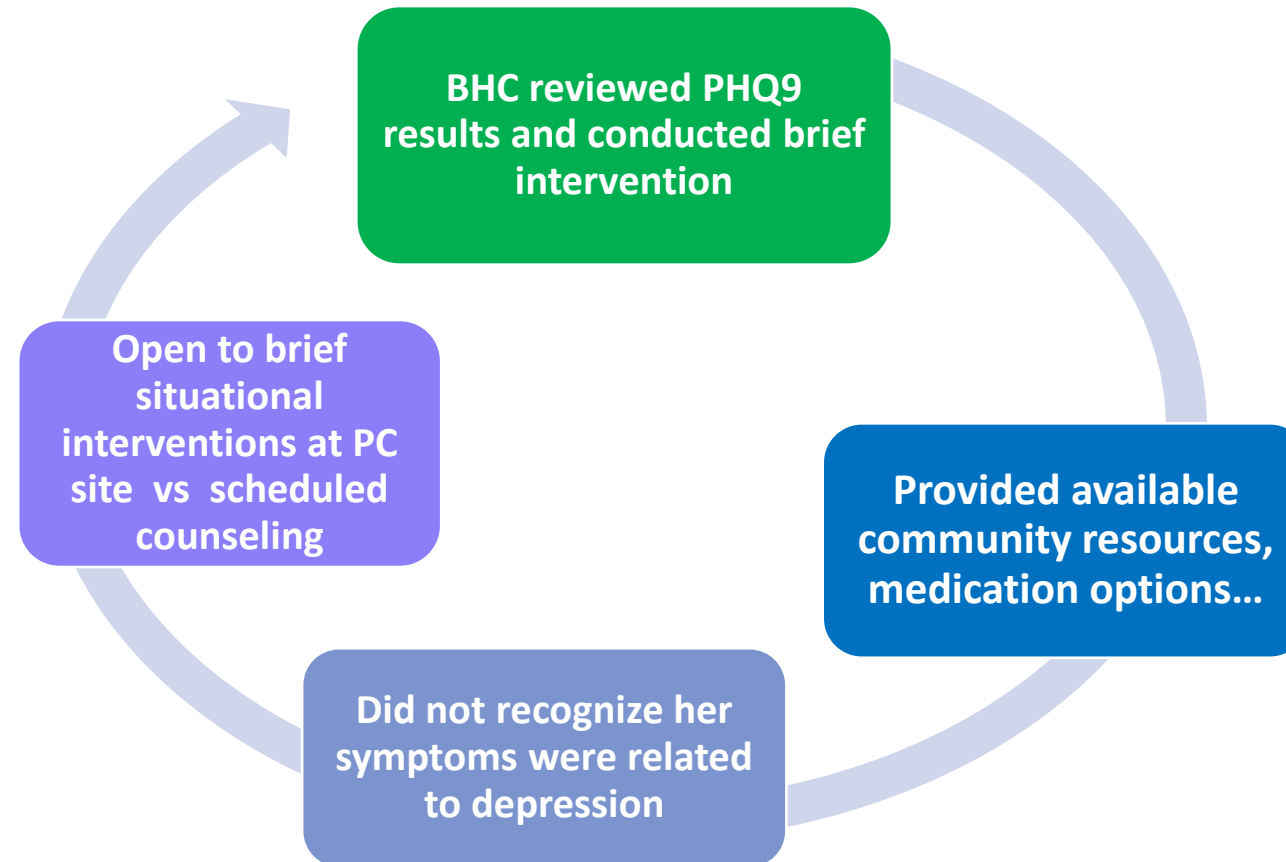 BHC reviewed PHQ9
results and conducted brief
intervention
Provided available
community resources,
medication options…
Did not recognize her
symptoms were related
to depression
Open to brief
situational
interventions at PC
site  vs  scheduled
counseling